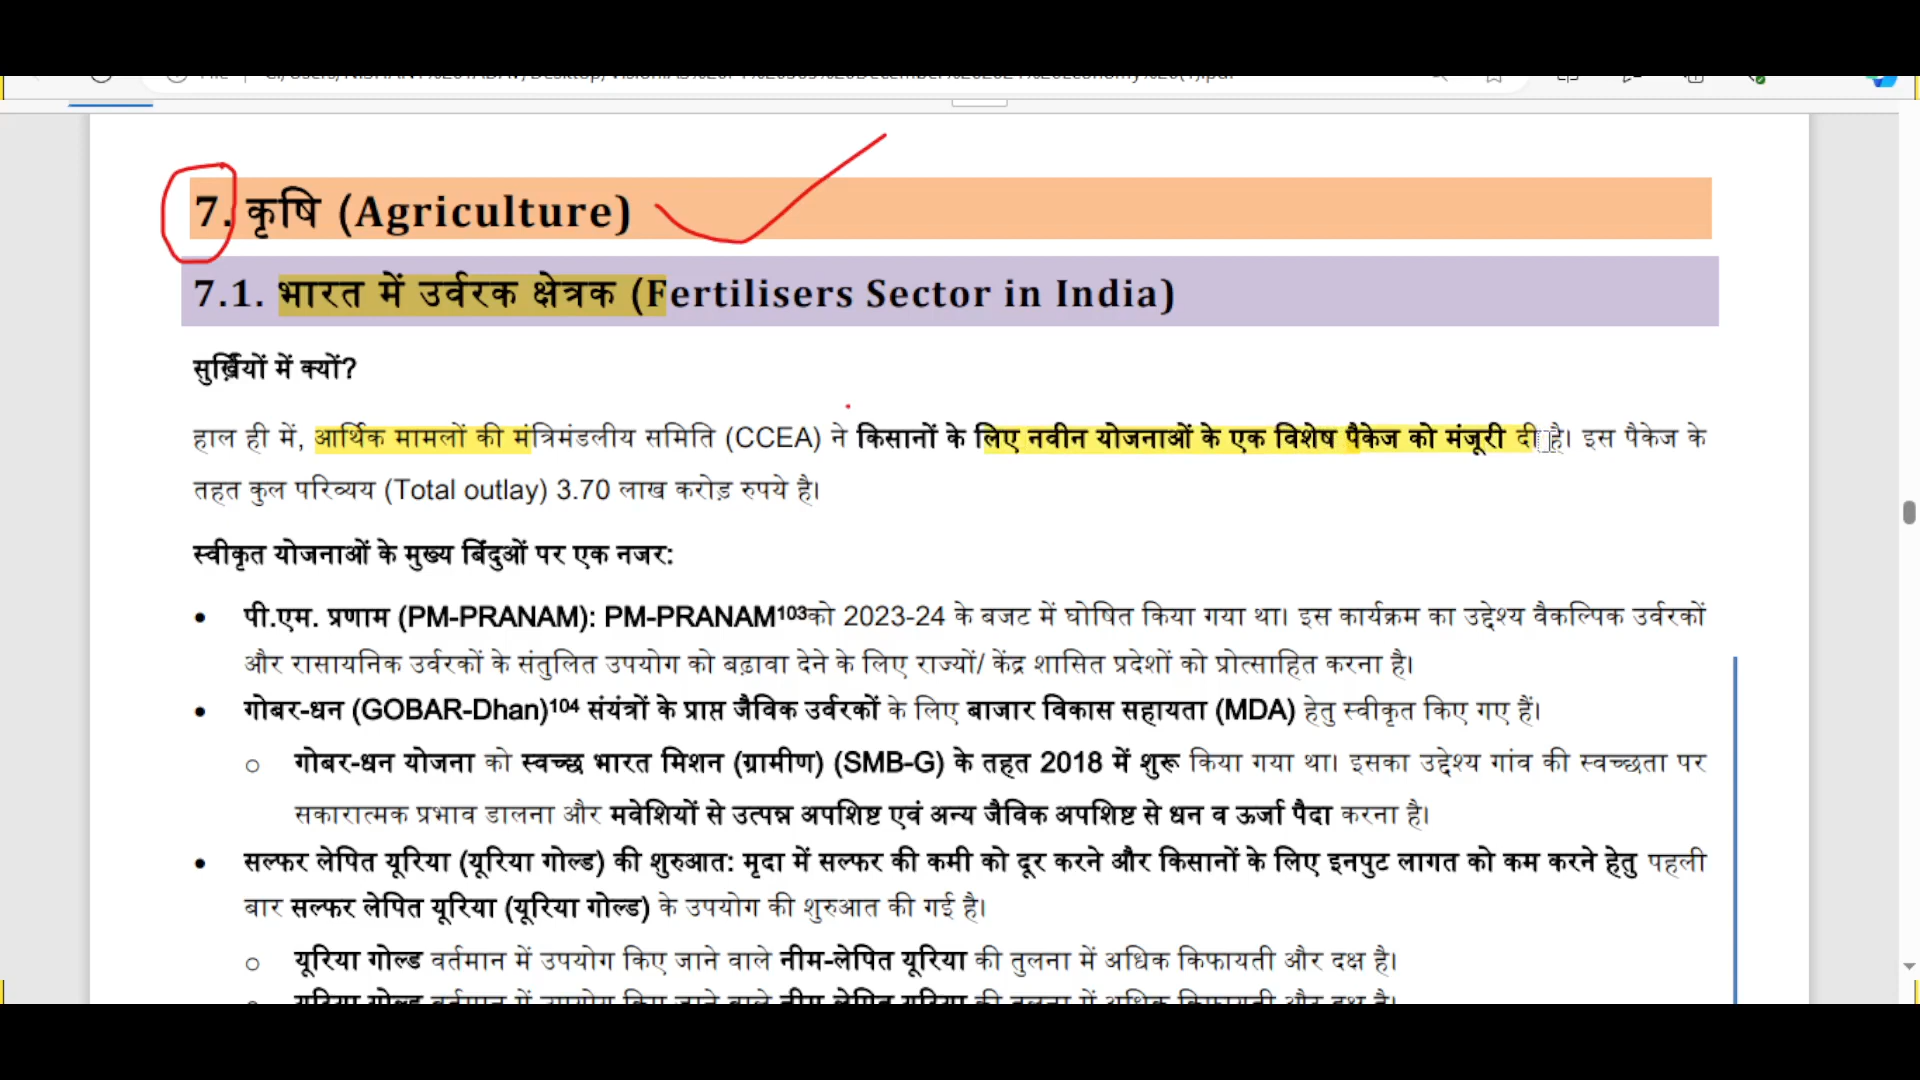 7. कृषि (Agriculture)
7.1. भारत में उर्वरक क्षेत्रक (Fertilisers Sector in India)
सुर्ख़ियों में क्यों?
हाल ही में, आर्थिक मामलों की मंत्रिमंडलीय समिति (CCEA) ने किसानों के लिए नवीन योजनाओं के एक विशेष पैकेज को मंजूरी दी है। इस पैकेज के
तहत कुल परिव्यय (Total outlay) 3.70 लाख करोड़ रुपये है।
स्वीकृत योजनाओं के मुख्य बिंदुओं पर एक नजर:
• पी.एम. प्रणाम (PM-PRANAM): PM-PRANAM103को 2023-24 के बजट में घोषित किया गया था। इस कार्यक्रम का उद्देश्य वैकल्पिक उर्वरकों
और रासायनिक उर्वरकों के संतुलित उपयोग को बढ़ावा देने के लिए राज्यों/ केंद्र शासित प्रदेशों को प्रोत्साहित करना है।
• गोबर-धन (GOBAR-Dhan)104 संयंत्रों के प्राप्त जैविक उर्वरकों के लिए बाजार विकास सहायता (MDA) हेतु स्वीकृत किए गए हैं।
o गोबर-धन योजना को स्वच्छ भारत मिशन (ग्रामीण) (SMB-G) के तहत 2018 में शुरू किया गया था। इसका उद्देश्य गांव की स्वच्छता पर
सकारात्मक प्रभाव डालना और मवेशियों से उत्पन्न अपशिष्ट एवं अन्य जैविक अपशिष्ट से धन व ऊर्जा पैदा करना है।
• सल्फर लेपित यूरिया (यूरिया गोल्ड) की शुरुआत: मृदा में सल्फर की कमी को दूर करने और किसानों के लिए इनपुट लागत को कम करने हेतु पहली
बार सल्फर लेपित यूरिया (यूरिया गोल्ड) के उपयोग की शुरुआत की गई है।
o यूरिया गोल्ड वर्तमान में उपयोग किए जाने वाले नीम-लेपित यूरिया की तुलना में अधिक किफायती और दक्ष है।